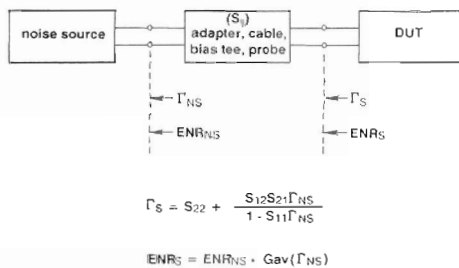 noise source
(Sij)
adapter, cable,
bias tee, probe
DUT
ΓNS
ΓS
ENRNS
ENRS
ΓS = S22 + S12S21ΓNS / 1 - S11ΓNS
ENRS = ENRNS • Gav(ΓNS)